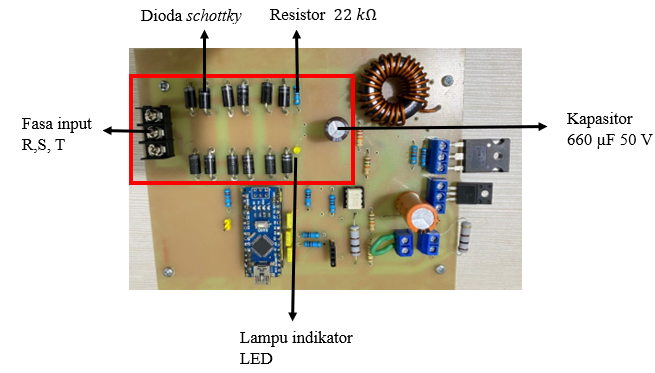 Dioda schottky
Resistor 22 kΩ
Fasa input
R,S, T
Kapasitor
660 µF 50 V
Lampu indikator
LED